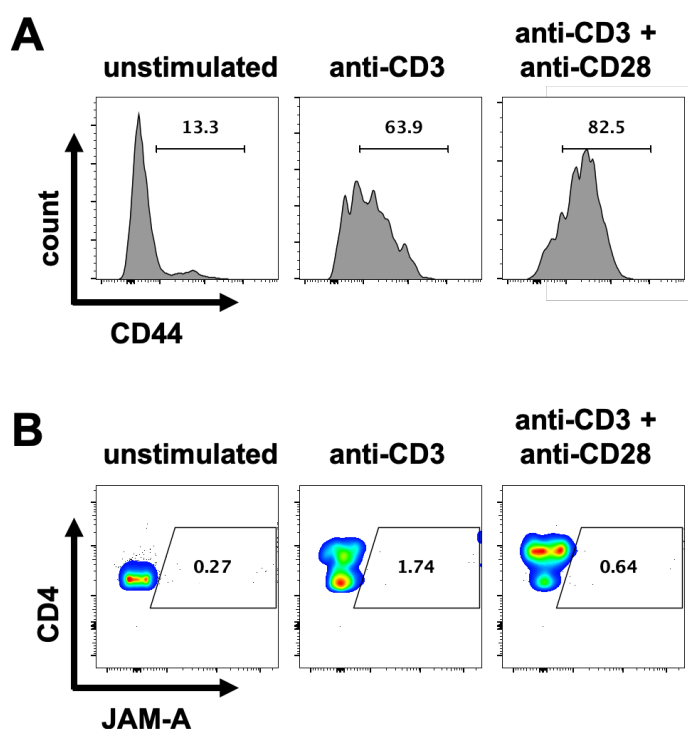 A
unstimulated
anti-CD3
anti-CD3 +
anti-CD28
13.3
63.9
82.5
count
CD44
B
unstimulated
anti-CD3
anti-CD3 +
anti-CD28
0.27
1.74
0.64
CD4
JAM-A